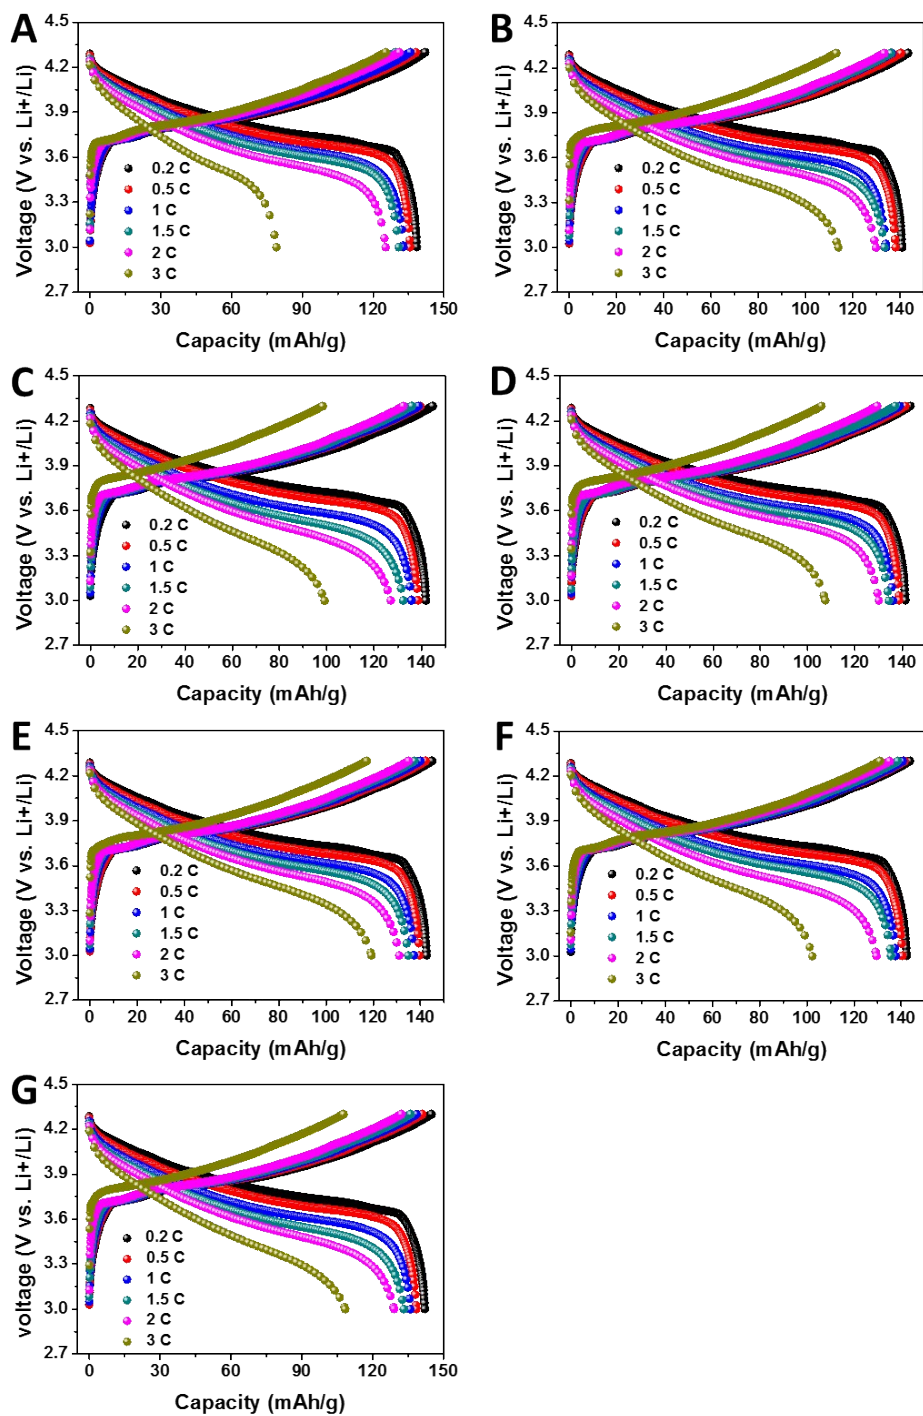 A
4.5
4.2
3.9
3.6
3.3
3.0
2.7
Voltage (V vs. Li+/Li)
0.2 C
0.5 C
1 C
1.5 C
2 C
3 C
0 30 60 90 120 150
Capacity (mAh/g)
B
4.5
4.2
3.9
3.6
3.3
3.0
2.7
Voltage (V vs. Li+/Li)
0.2 C
0.5 C
1 C
1.5 C
2 C
3 C
0 20 40 60 80 100 120 140
Capacity (mAh/g)
C
4.5
4.2
3.9
3.6
3.3
3.0
2.7
Voltage (V vs. Li+/Li)
0.2 C
0.5 C
1 C
1.5 C
2 C
3 C
0 30 60 90 120 150
Capacity (mAh/g)
D
4.5
4.2
3.9
3.6
3.3
3.0
2.7
Voltage (V vs. Li+/Li)
0.2 C
0.5 C
1 C
1.5 C
2 C
3 C
0 20 40 60 80 100 120 140
Capacity (mAh/g)
E
4.5
4.2
3.9
3.6
3.3
3.0
2.7
Voltage (V vs. Li+/Li)
0.2 C
0.5 C
1 C
1.5 C
2 C
3 C
0 20 40 60 80 100 120 140
Capacity (mAh/g)
F
4.5
4.2
3.9
3.6
3.3
3.0
2.7
Voltage (V vs. Li+/Li)
0.2 C
0.5 C
1 C
1.5 C
2 C
3 C
0 20 40 60 80 100 120 140
Capacity (mAh/g)
G
4.5
4.2
3.9
3.6
3.3
3.0
2.7
voltage (V vs. Li+/Li)
0.2 C
0.5 C
1 C
1.5 C
2 C
3 C
0 30 60 90 120 150
Capacity (mAh/g)